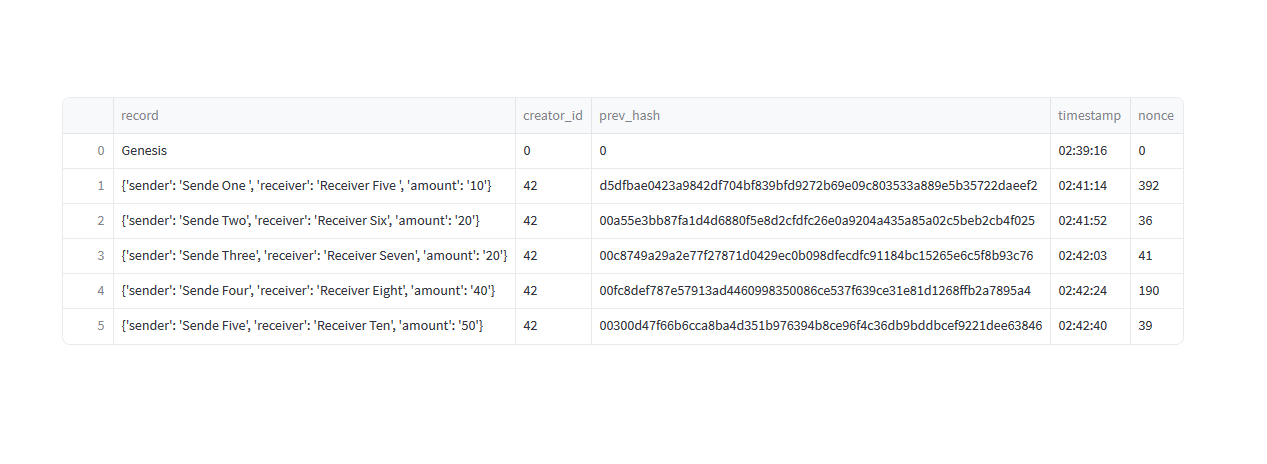 record creator_id prev_hash timestamp nonce
0 Genesis 0 0 02:39:16 0
1 {'sender': 'Sende One ', 'receiver': 'Receiver Five ', 'amount': '10'} 42 d5dfbae0423a9842df704bf839bfd9272b69e09c803533a889e5b35722daeef2 02:41:14 392
2 {'sender': 'Sende Two', 'receiver': 'Receiver Six', 'amount': '20'} 42 00a55e3bb87fa1d4d6880f5e8d2cfdfc26e0a9204a435a85a02c5beb2cb4f025 02:41:52 36
3 {'sender': 'Sende Three', 'receiver': 'Receiver Seven', 'amount': '20'} 42 00c8749a29a2e77f27871d0429ec0b098dfecdfc91184bc15265e6c5f8b93c76 02:42:03 41
4 {'sender': 'Sende Four', 'receiver': 'Receiver Eight', 'amount': '40'} 42 00fc8def787e57913ad4460998350086ce537f639ce31e81d1268ffb2a7895a4 02:42:24 190
5 {'sender': 'Sende Five', 'receiver': 'Receiver Ten', 'amount': '50'} 42 00300d47f66b6cca8ba4d351b976394b8ce96f4c36db9bddbcef9221dee63846 02:42:40 39